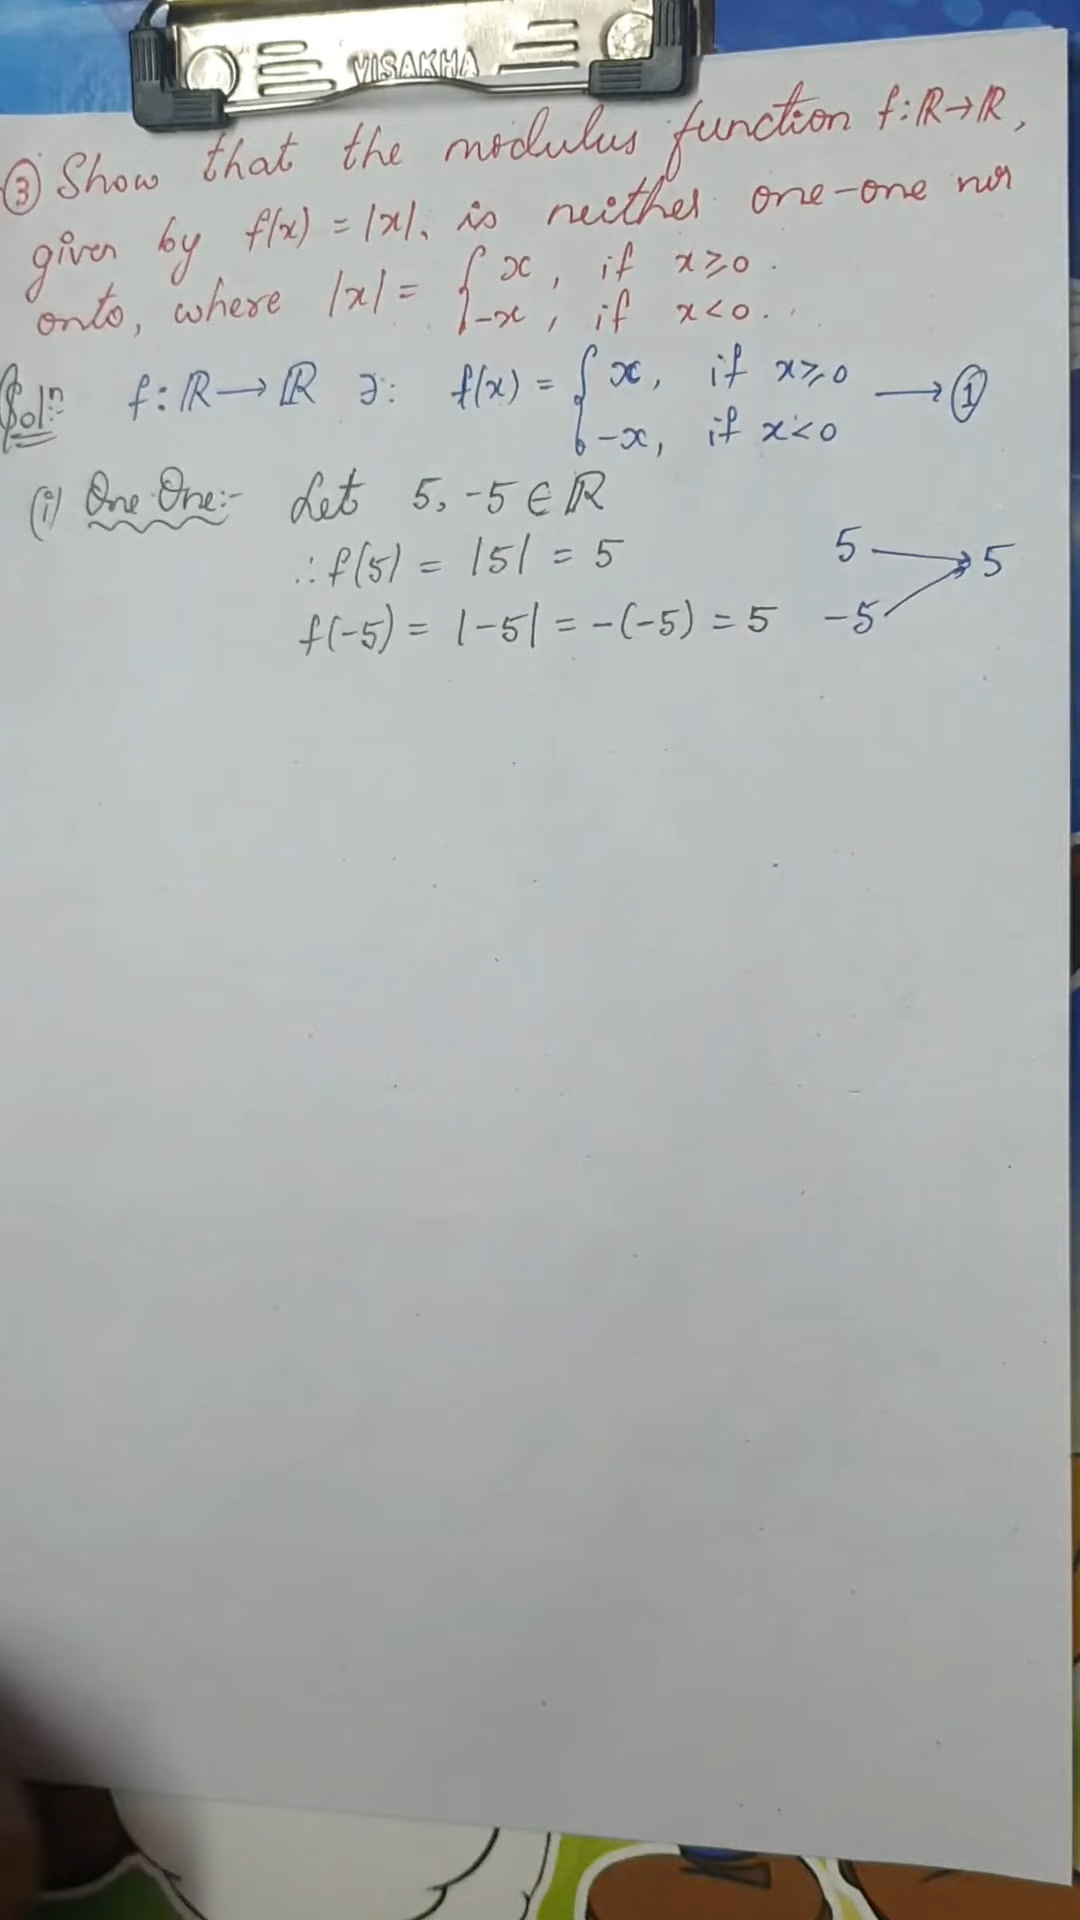 VISAKHA
③ Show that the modulus function f:ℝ→ℝ,
given by f(x) = |x|, is neither one-one nor
onto, where |x| = { x, if x≥0.
-x, if x<0.
Solⁿ:- f:ℝ→ℝ ∋: f(x) = { x, if x≥0 → ①
-x, if x<0
(i) One-One:- Let 5, -5 ∈ ℝ
∴ f(5) = |5| = 5
f(-5) = |-5| = -(-5) = 5
5 → 5
-5